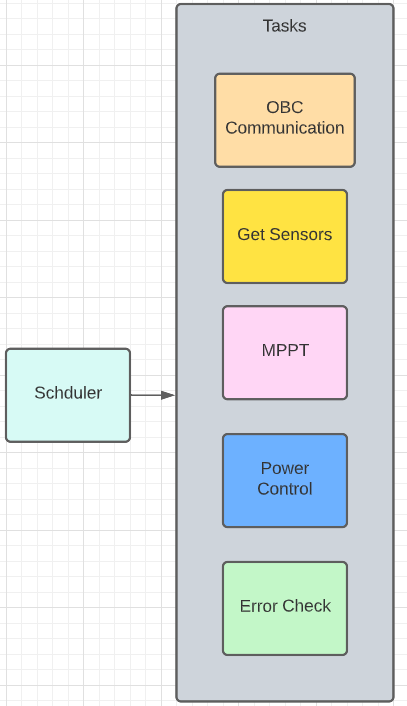 Tasks
OBC
Communication
Get Sensors
MPPT
Schduler
Power
Control
Error Check